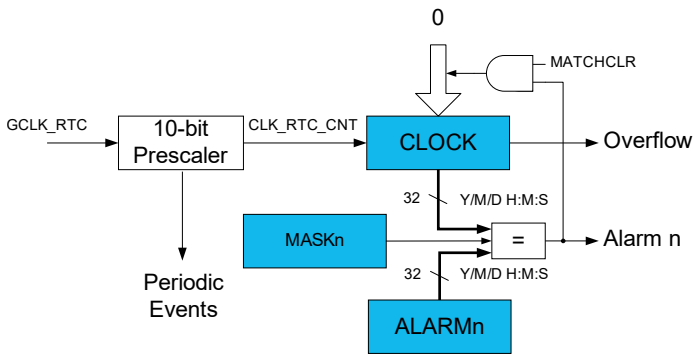 0
MATCHCLR
GCLK_RTC
10-bit
Prescaler
CLK_RTC_CNT
CLOCK
Overflow
32
Y/M/D H:M:S
MASKn
=
Alarm n
32
Y/M/D H:M:S
Periodic
Events
ALARMn